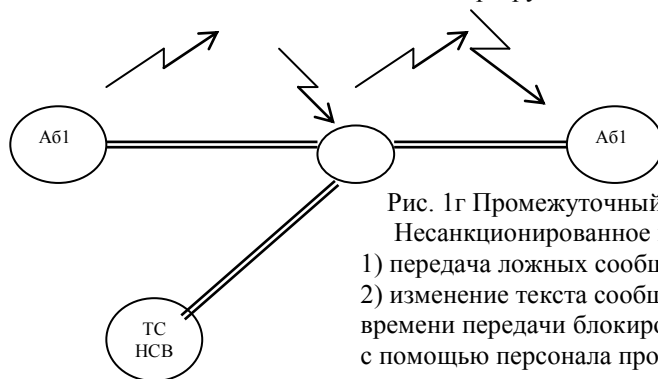 Аб1
Аб1
Рис. 1г Промежуточный
Несанкционированное
1) передача ложных сообщ
2) изменение текста сообщ
времени передачи блокиро
с помощью персонала про
ТС
НСВ